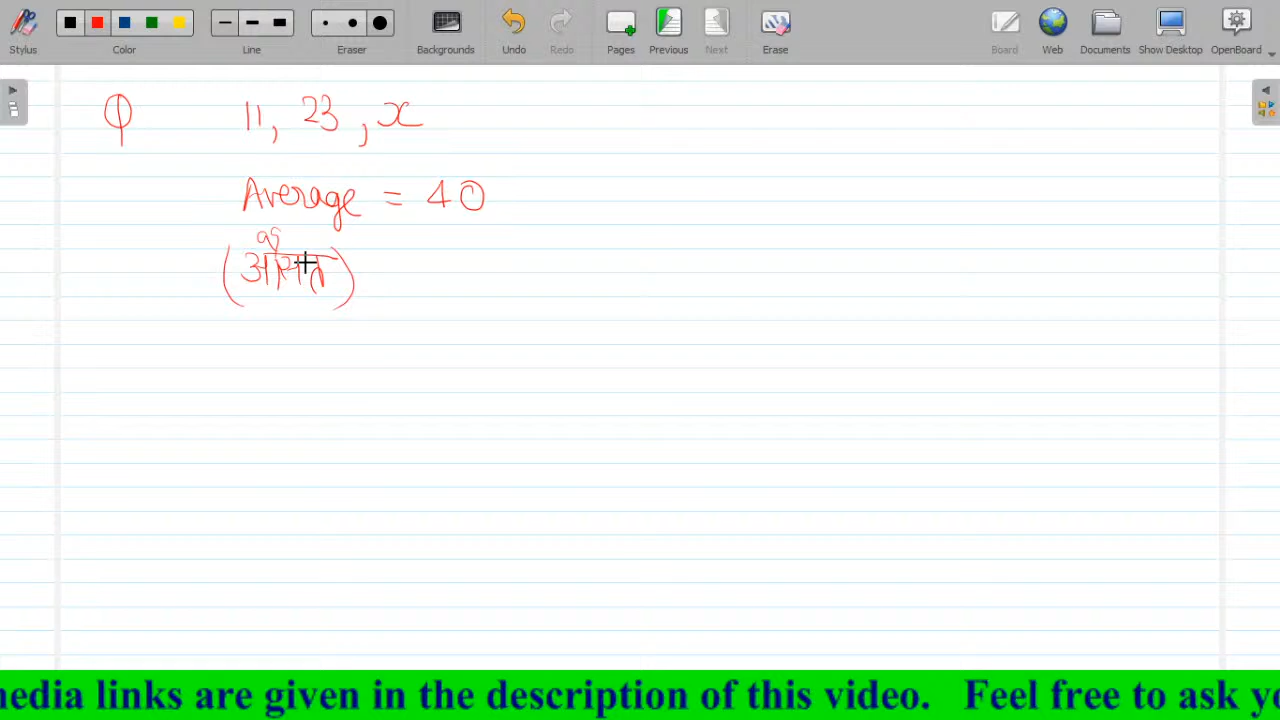 Stylus
Color
Line
Eraser
Backgrounds
Undo
Redo
Pages
Previous
Next
Erase
Board
Web
Documents
Show Desktop
OpenBoard
Q 11, 23, x
Average = 40
media links are given in the description of this video. Feel free to ask yo